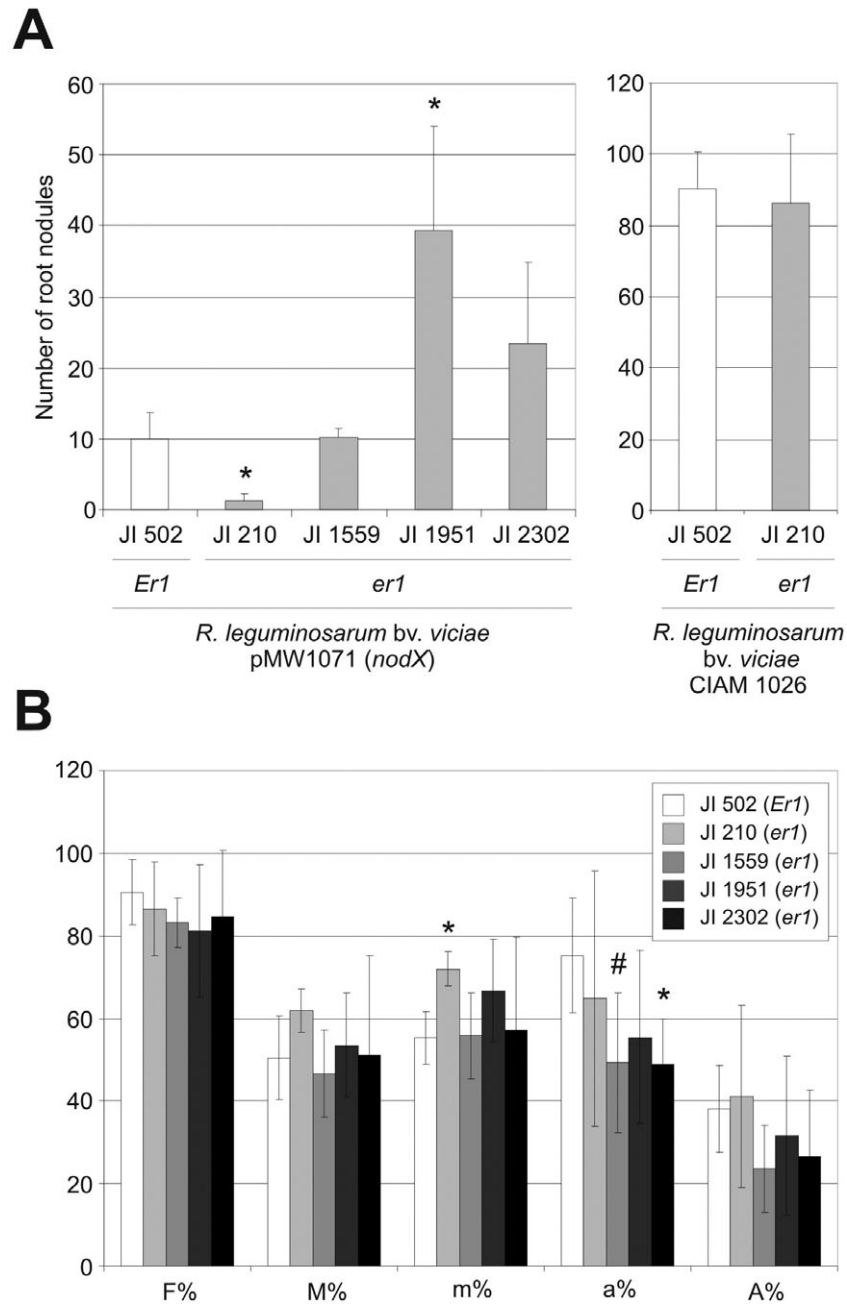 A
60
50
40
30
20
10
0
Number of root nodules
*
*
JI 502 JI 210 JI 1559 JI 1951 JI 2302
Er1 er1
R. leguminosarum bv. viciae
pMW1071 (nodX)
120
100
80
60
40
20
0
JI 502 JI 210
Er1 er1
R. leguminosarum
bv. viciae
CIAM 1026
B
120
100
80
60
40
20
0
*
#
*
JI 502 (Er1)
JI 210 (er1)
JI 1559 (er1)
JI 1951 (er1)
JI 2302 (er1)
F% M% m% a% A%